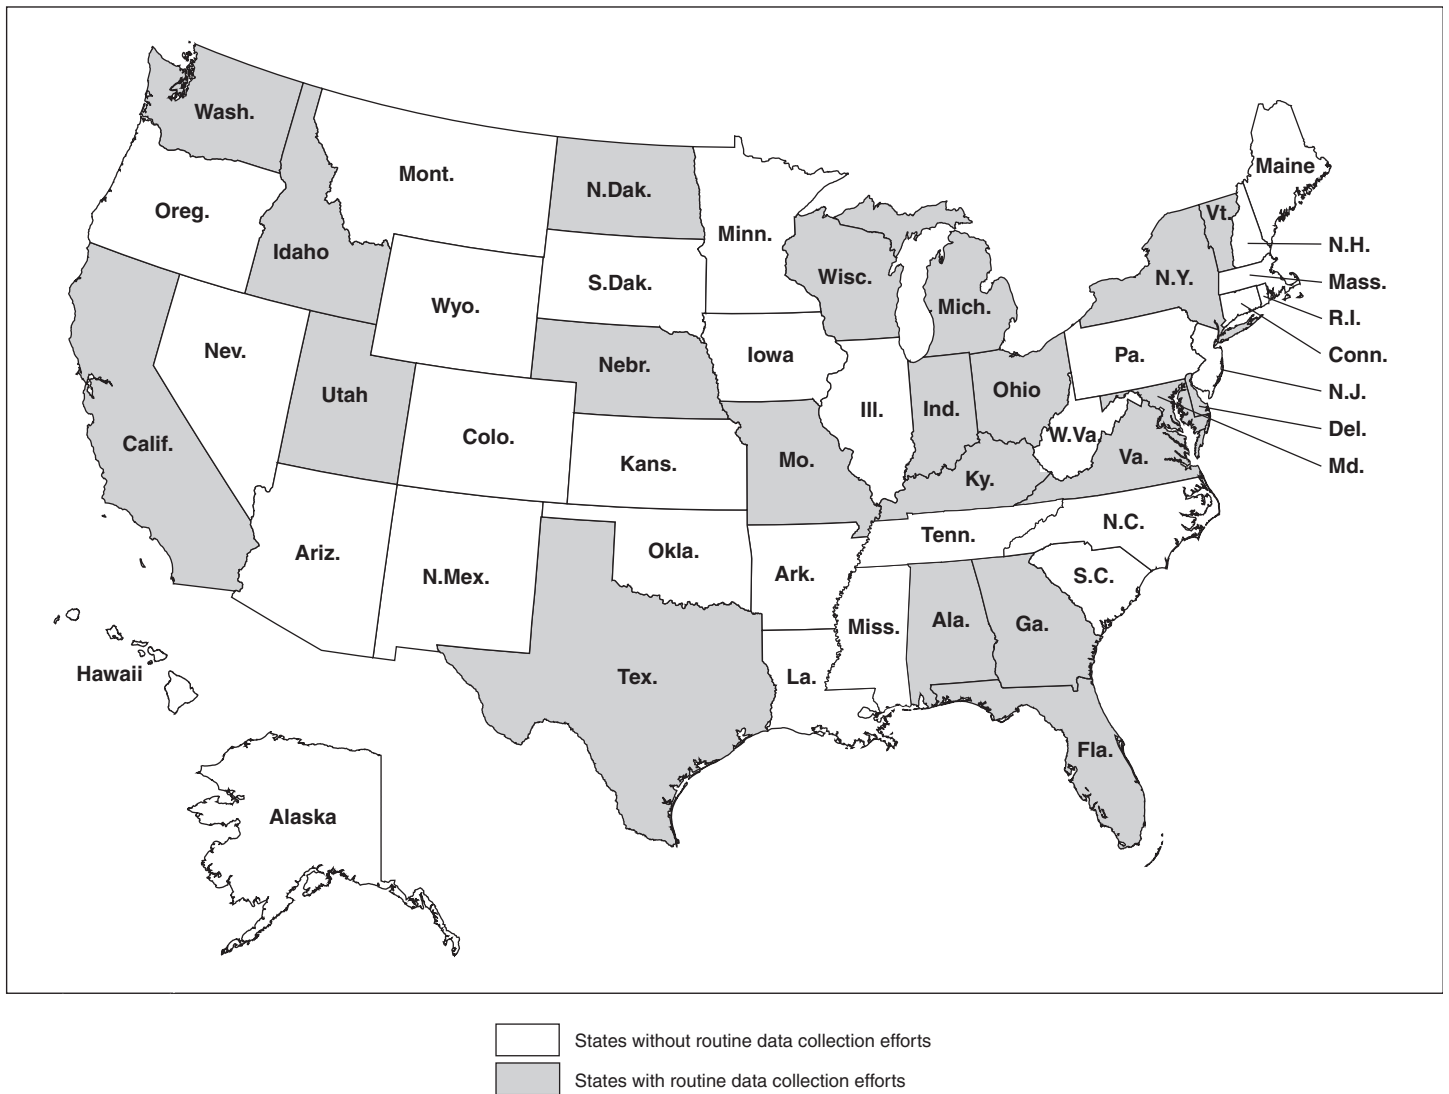 Wash.
Maine
Mont.
N.Dak.
Oreg.
Vt.
Minn.
Idaho
N.H.
Wisc.
N.Y.
Mass.
S.Dak.
Wyo.
Mich.
R.I.
Nev.
Iowa
Pa.
Conn.
Nebr.
Utah
Ohio
N.J.
Ill.
Ind.
Calif.
Colo.
W.Va.
Del.
Kans.
Mo.
Va.
Md.
Ky.
N.C.
Tenn.
Ariz.
Okla.
N.Mex.
Ark.
S.C.
Miss.
Ala.
Ga.
Hawaii
Tex.
La.
Fla.
Alaska
States without routine data collection efforts
States with routine data collection efforts